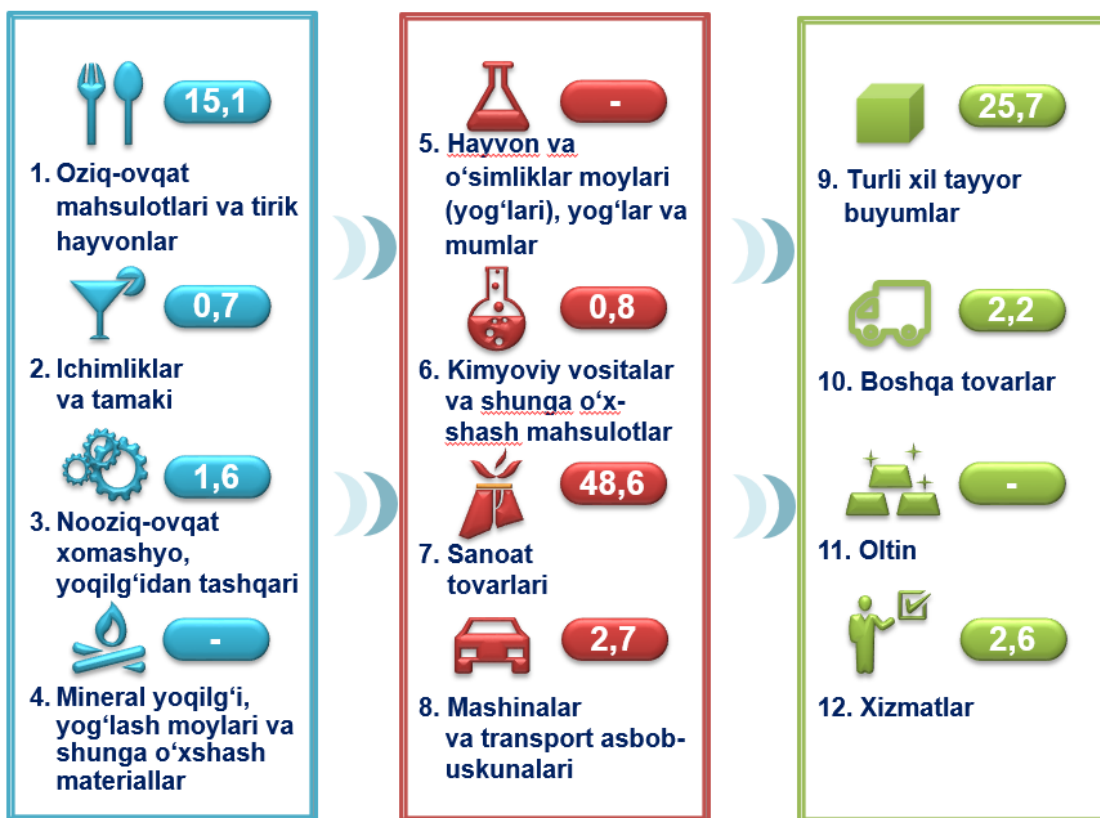 15,1
1. Oziq-ovqat
mahsulotlari va tirik
hayvonlar
0,7
2. Ichimliklar
va tamaki
1,6
3. Nooziq-ovqat
xomashyo,
yoqilg‘idan tashqari
-
4. Mineral yoqilg‘i,
yog‘lash moylari va
shunga o‘xshash
materiallar
-
5. Hayvon va
o‘simliklar moylari
(yog‘lari), yog‘lar va
mumlar
0,8
6. Kimyoviy vositalar
va shunga o‘x-
shash mahsulotlar
48,6
7. Sanoat
tovarlari
2,7
8. Mashinalar
va transport asbob-
uskunalari
25,7
9. Turli xil tayyor
buyumlar
2,2
10. Boshqa tovarlar
-
11. Oltin
2,6
12. Xizmatlar